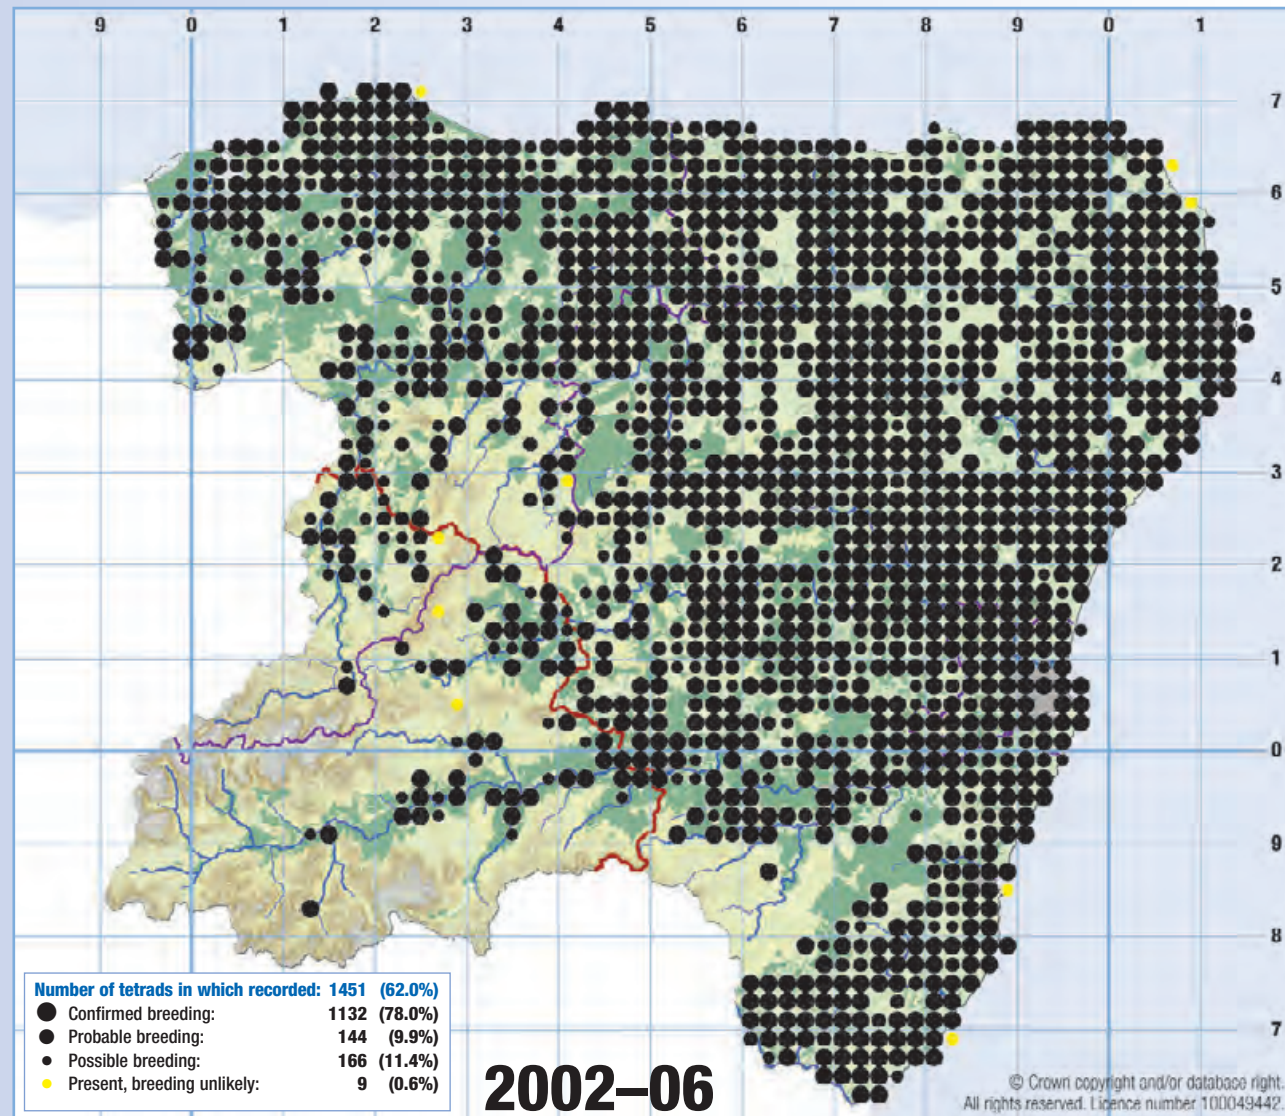 9 0 1 2 3 4 5 6 7 8 9 0 1
7
6
5
4
3
2
1
0
9
8
7
Number of tetrads in which recorded: 1451 (62.0%)
Confirmed breeding: 1132 (78.0%)
Probable breeding: 144 (9.9%)
Possible breeding: 166 (11.4%)
Present, breeding unlikely: 9 (0.6%)
2002–06
© Crown copyright and/or database right.
All rights reserved. Licence number 100049442